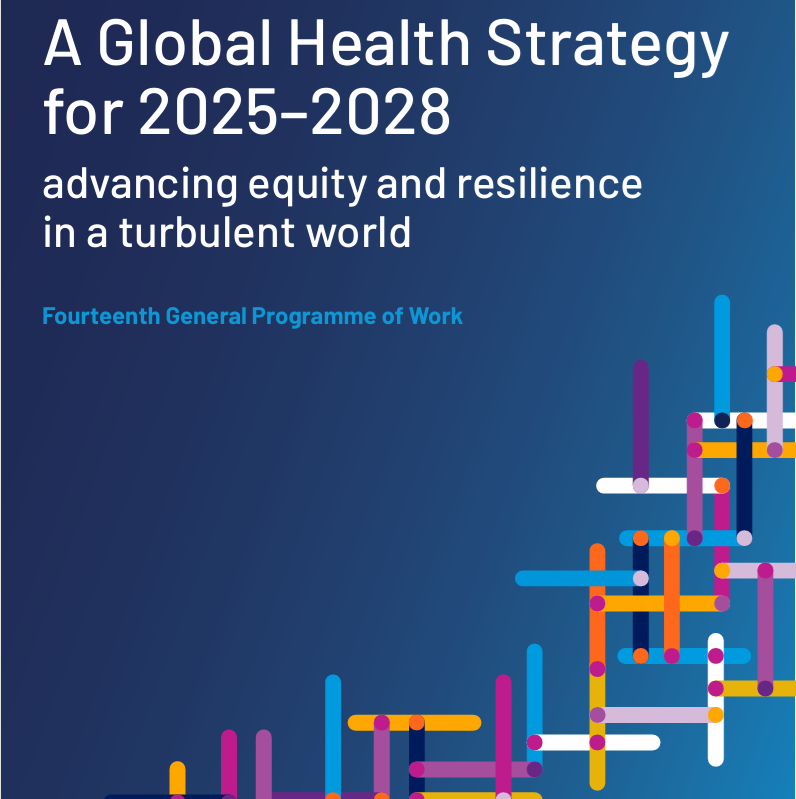 A Global Health Strategy
for 2025–2028
advancing equity and resilience
in a turbulent world
Fourteenth General Programme of Work